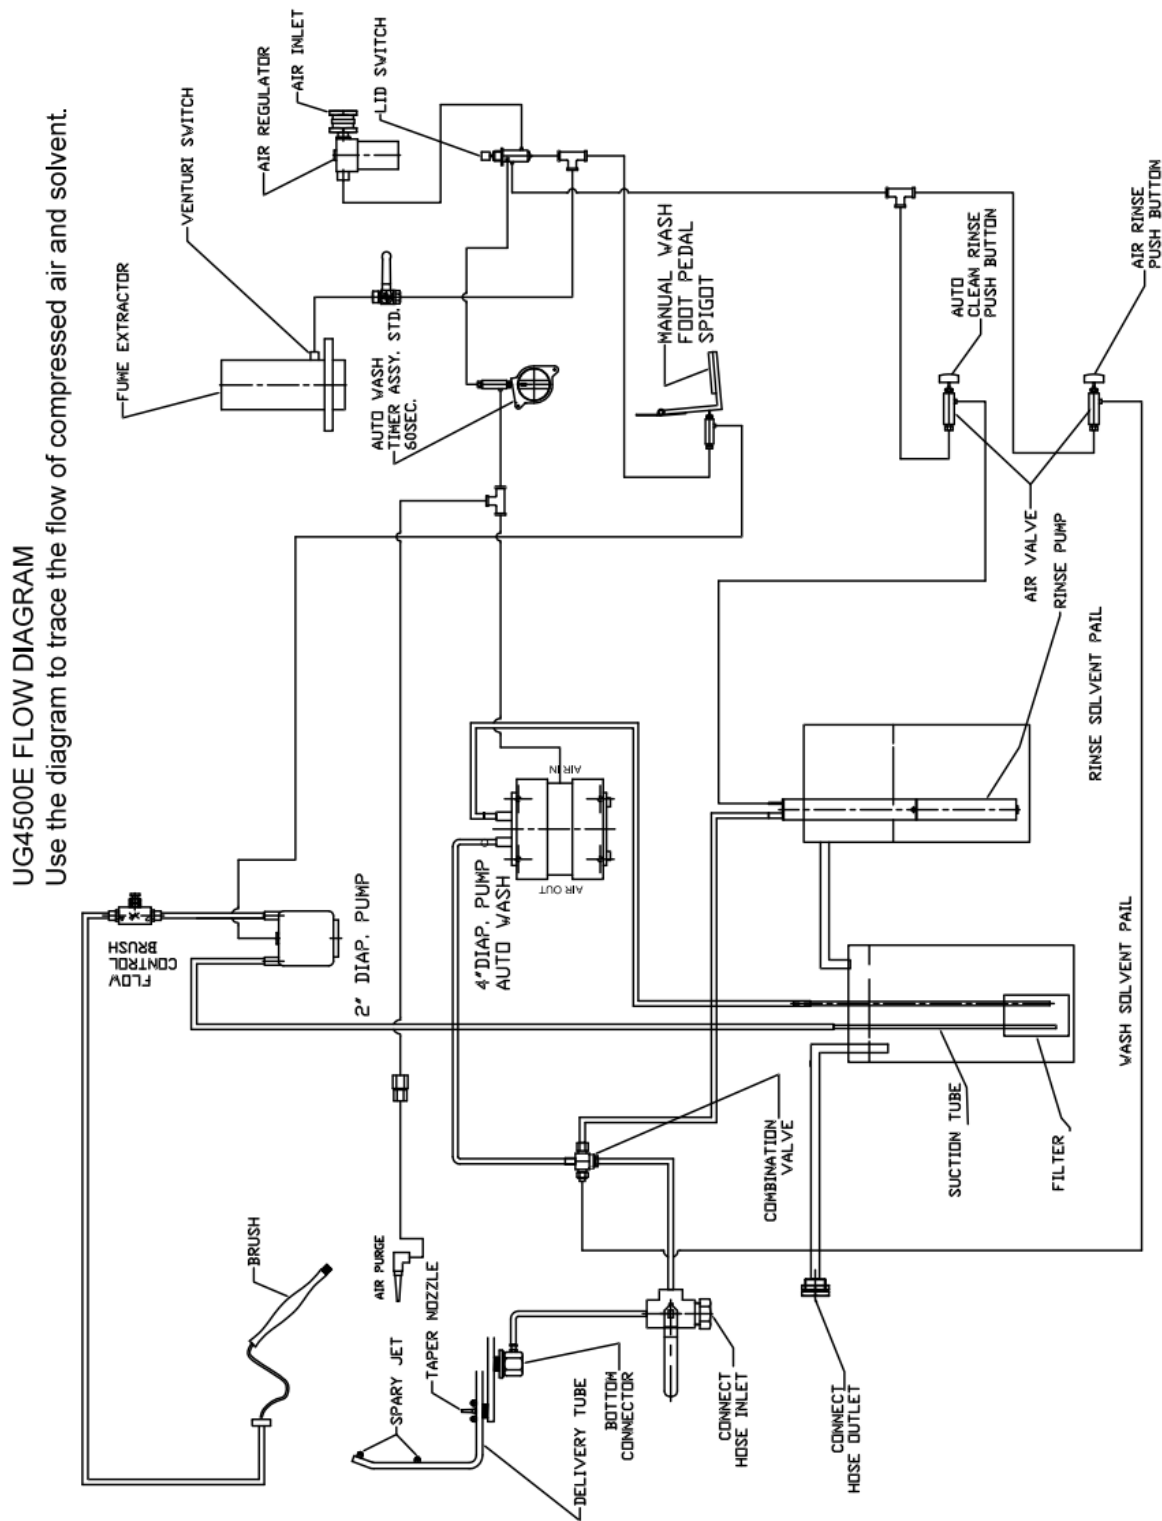 UG4500E FLOW DIAGRAM
Use the diagram to trace the flow of compressed air and solvent.
FUME EXTRACTOR
VENTURI SWITCH
AIR REGULATOR
AIR INLET
LID SWITCH
AUTO WASH
TIMER ASSY. STD.
60SEC.
MANUAL WASH
FOOT PEDAL
SPIGOT
AUTO
CLEAN RINSE
PUSH BUTTON
AIR RINSE
PUSH BUTTON
AIR VALVE
RINSE PUMP
RINSE SOLVENT PAIL
FLOW
CONTROL
BRUSH
2" DIAP. PUMP
4"DIAP. PUMP
AUTO WASH
AIR IN
AIR OUT
WASH SOLVENT PAIL
SUCTION TUBE
FILTER
COMBINATION
VALVE
BRUSH
AIR PURGE
SPARY JET
TAPER NOZZLE
DELIVERY TUBE
BOTTOM
CONNECTOR
CONNECT
HOSE INLET
CONNECT
HOSE OUTLET